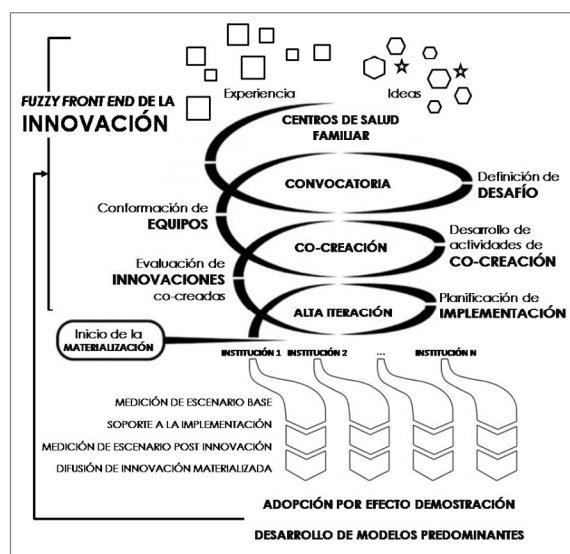 FUZZY FRONT END DE LA
INNOVACIÓN
Experiencia
Ideas
CENTROS DE SALUD
FAMILIAR
CONVOCATORIA
Definición de
DESAFÍO
Conformación de
EQUIPOS
CO-CREACIÓN
Desarrollo de
actividades de
CO-CREACIÓN
Evaluación de
INNOVACIONES
co-creadas
ALTA ITERACIÓN
Planificación de
IMPLEMENTACIÓN
Inicio de la
MATERIALIZACIÓN
INSTITUCIÓN 1 INSTITUCIÓN 2 ... INSTITUCIÓN N
MEDICIÓN DE ESCENARIO BASE
SOPORTE A LA IMPLEMENTACIÓN
MEDICIÓN DE ESCENARIO POST INNOVACIÓN
DIFUSIÓN DE INNOVACIÓN MATERIALIZADA
ADOPCIÓN POR EFECTO DEMOSTRACIÓN
DESARROLLO DE MODELOS PREDOMINANTES